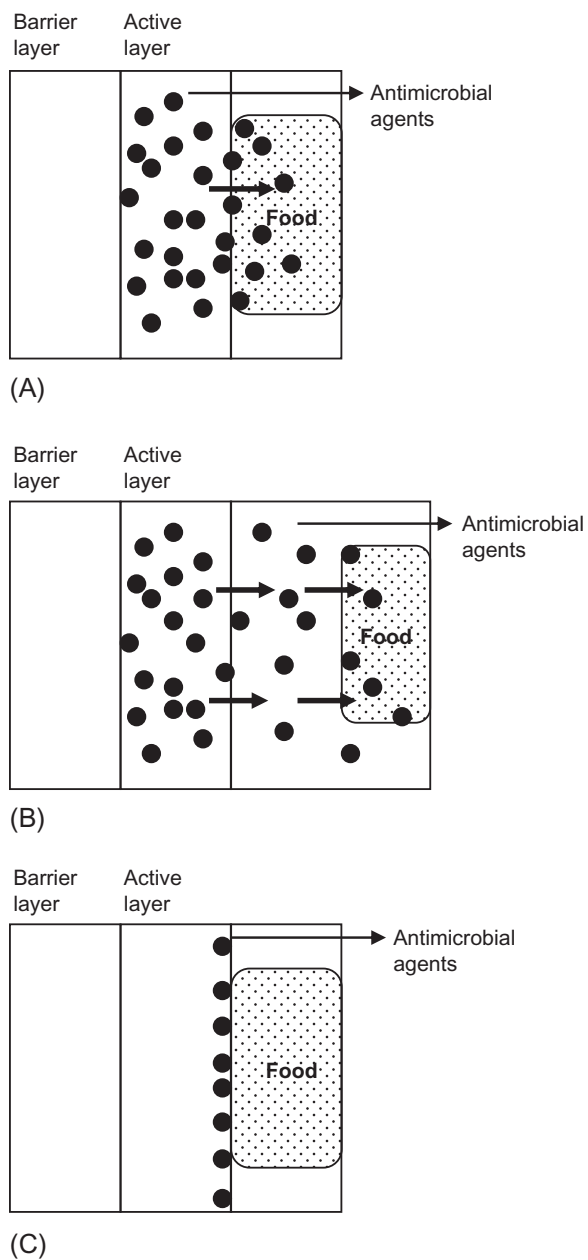 Barrier
layer
Active
layer
Antimicrobial
agents
Food
(A)
Barrier
layer
Active
layer
Antimicrobial
agents
Food
(B)
Barrier
layer
Active
layer
Antimicrobial
agents
Food
(C)